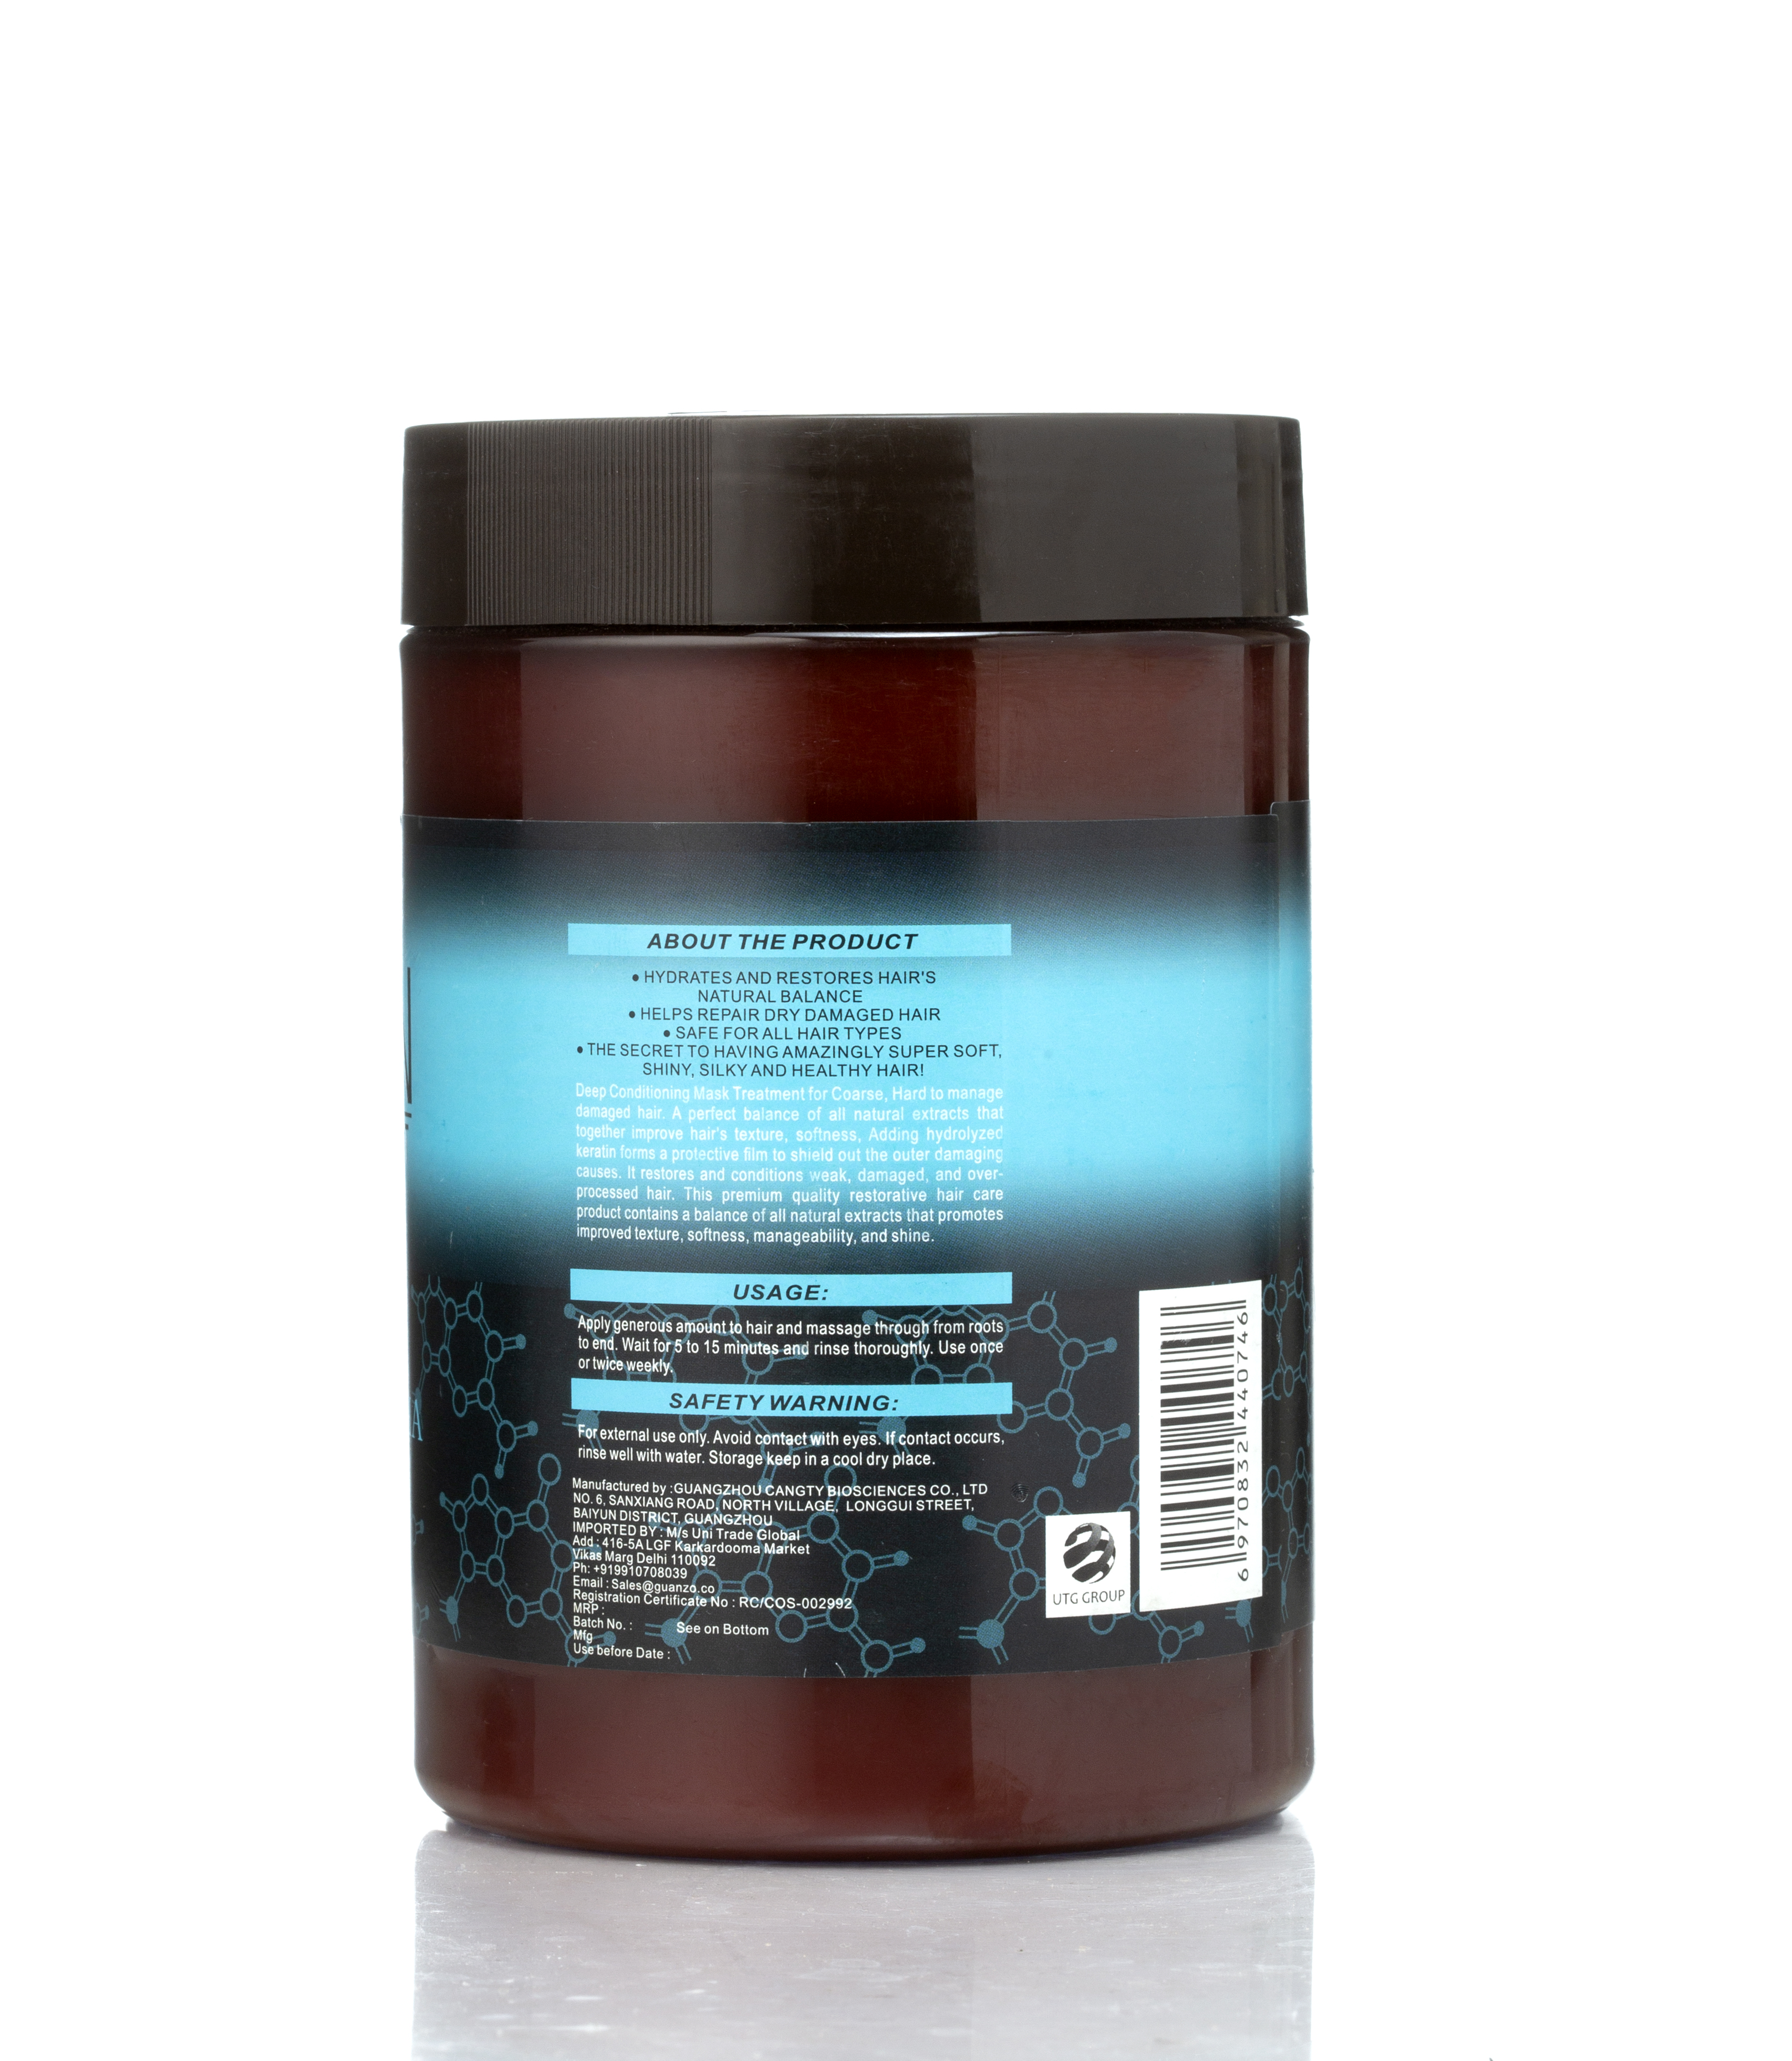 N
ABOUT THE PRODUCT
• HYDRATES AND RESTORES HAIR'S
NATURAL BALANCE
• HELPS REPAIR DRY DAMAGED HAIR
• SAFE FOR ALL HAIR TYPES
• THE SECRET TO HAVING AMAZINGLY SUPER SOFT,
SHINY, SILKY AND HEALTHY HAIR!
Deep Conditioning Mask Treatment for Coarse, Hard to manage
damaged hair. A perfect balance of all natural extracts that
together improve hair's texture, softness, Adding hydrolyzed
keratin forms a protective film to shield out the outer damaging
causes. It restores and conditions weak, damaged, and over-
processed hair. This premium quality restorative hair care
product contains a balance of all natural extracts that promotes
improved texture, softness, manageability, and shine.
USAGE:
Apply generous amount to hair and massage through from roots
to end. Wait for 5 to 15 minutes and rinse thoroughly. Use once
or twice weekly.
SAFETY WARNING:
For external use only. Avoid contact with eyes. If contact occurs,
rinse well with water. Storage keep in a cool dry place.
Manufactured by :GUANGZHOU CANGTY BIOSCIENCES CO., LTD
NO. 6, SANXIANG ROAD, NORTH VILLAGE, LONGGUI STREET,
BAIYUN DISTRICT, GUANGZHOU
IMPORTED BY : M/s Uni Trade Global
Add : 416-5A LGF Karkardooma Market
Vikas Marg Delhi 110092
Ph: +919910708039
Email : Sales@guanzo.co
Registration Certificate No : RC/COS-002992
MRP :
Batch No. : See on Bottom
Mfg
Use before Date :
UTG GROUP
6 970832 440746